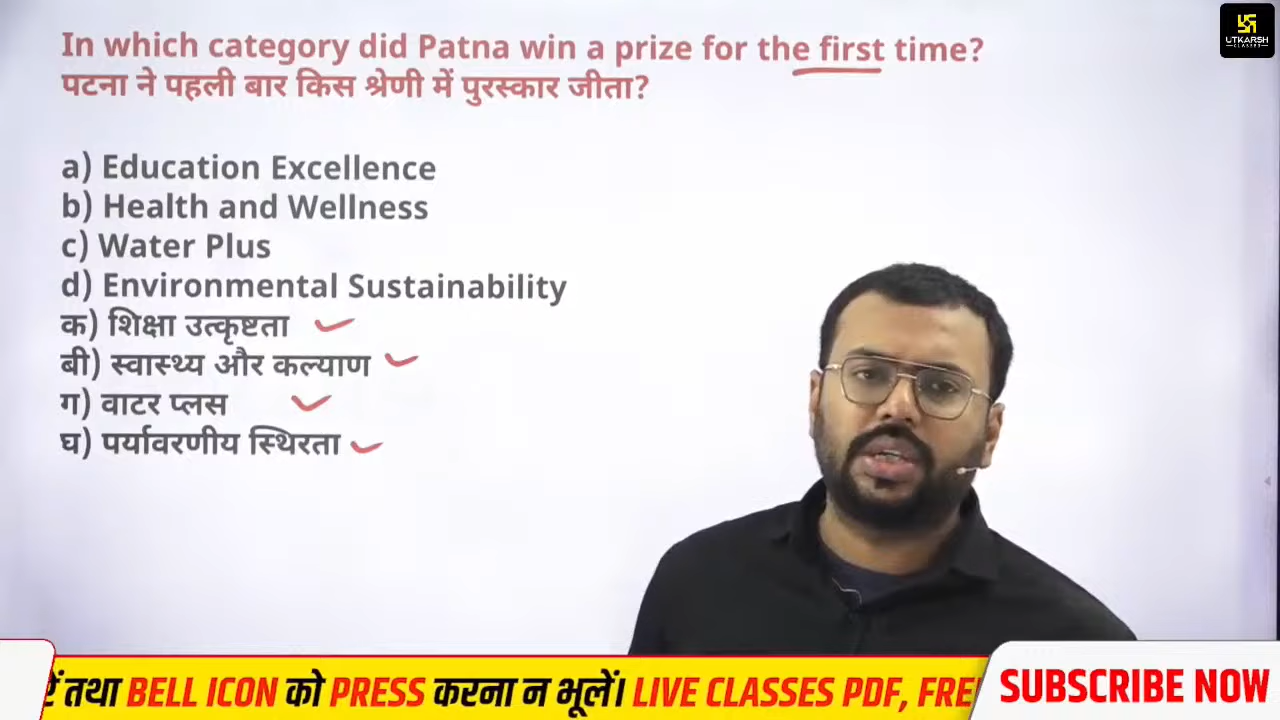 In which category did Patna win a prize for the first time?
पटना ने पहली बार किस श्रेणी में पुरस्कार जीता?
UTKARSH
CLASSES
a) Education Excellence
b) Health and Wellness
c) Water Plus
d) Environmental Sustainability
क) शिक्षा उत्कृष्टता
बी) स्वास्थ्य और कल्याण
ग) वाटर प्लस
घ) पर्यावरणीय स्थिरता
तथा BELL ICON को PRESS करना न भूलें। LIVE CLASSES PDF,
SUBSCRIBE NOW